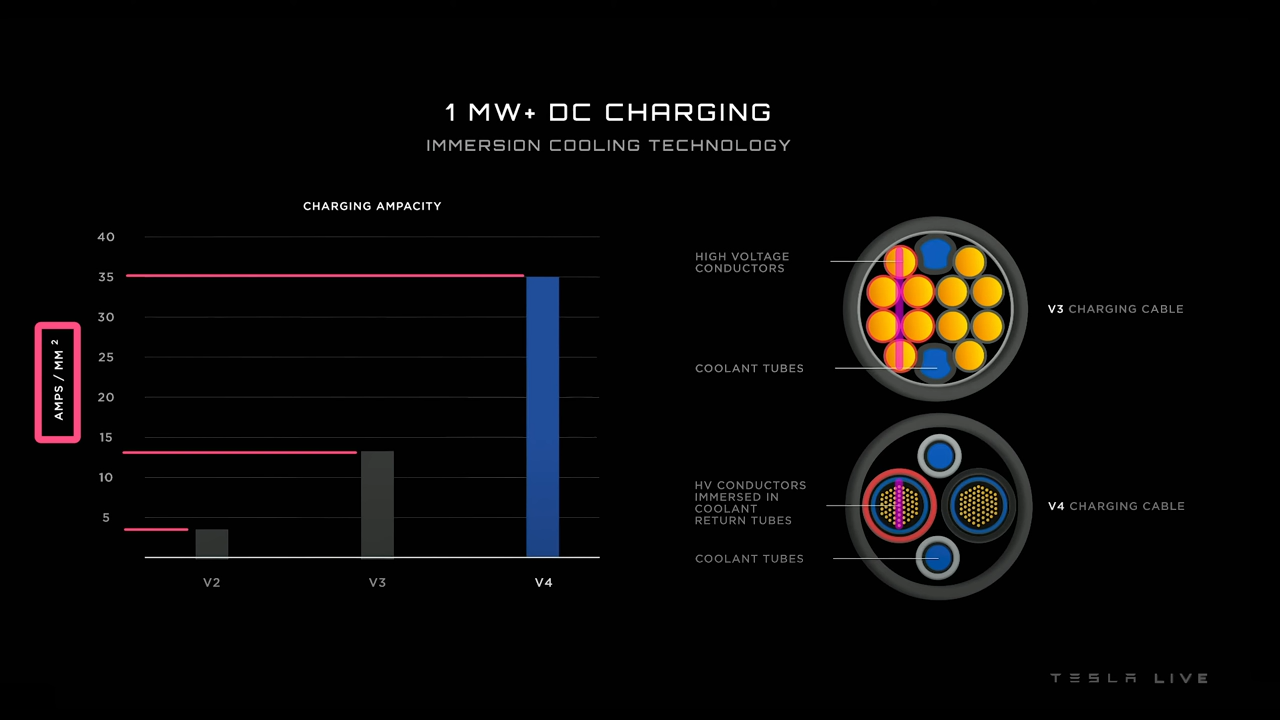 1 MW+ DC CHARGING
IMMERSION COOLING TECHNOLOGY
CHARGING AMPACITY
40
35
30
25
20
15
10
5
AMPS / MM ²
V2
V3
V4
HIGH VOLTAGE
CONDUCTORS
COOLANT TUBES
V3 CHARGING CABLE
HV CONDUCTORS
IMMERSED IN
COOLANT
RETURN TUBES
COOLANT TUBES
V4 CHARGING CABLE
TESLA LIVE